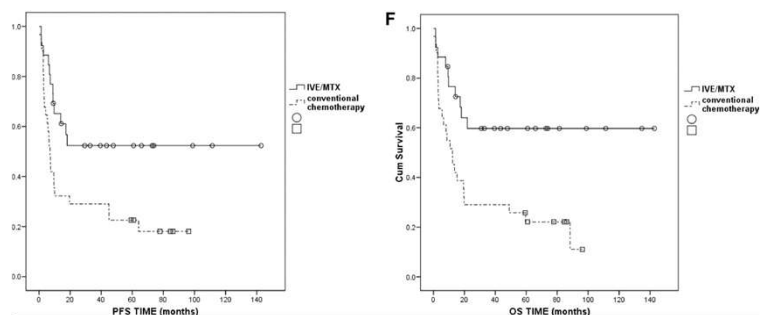 1.0
0.8
0.6
0.4
0.2
0.0
0 20 40 60 80 100 120 140
PFS TIME (months)
IVE/MTX
conventional
chemotherapy
F
Cum Survival
1.0
0.8
0.6
0.4
0.2
0.0
0 20 40 60 80 100 120 140
OS TIME (months)
IVE/MTX
conventional
chemotherapy